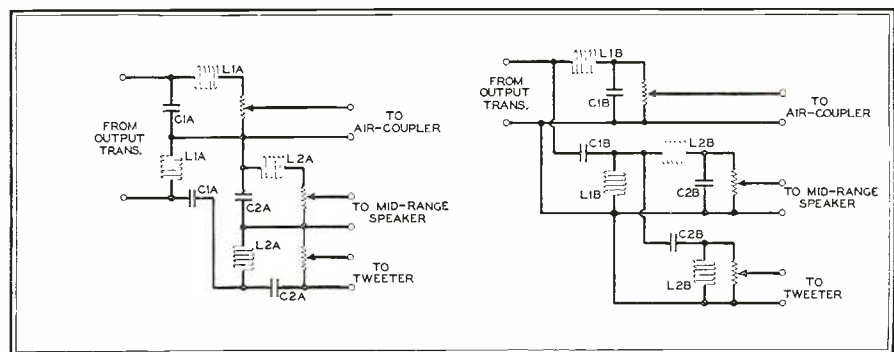 L1A
C1A
FROM
OUTPUT
TRANS.
L1A
C1A
TO
AIR-COUPLER
L2A
C2A
TO MID-RANGE
SPEAKER
L2A
C2A
TO
TWEETER
L1B
FROM
OUTPUT
TRANS.
C1B
TO
AIR-COUPLER
C1B
L2B
L1B
C2B
TO MID-RANGE
SPEAKER
C2B
L2B
TO
TWEETER